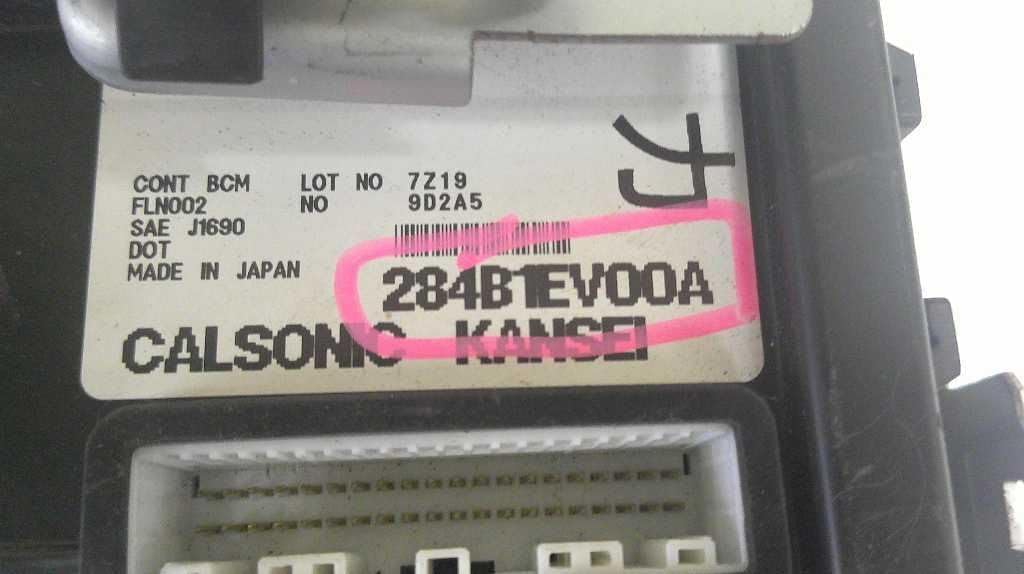 CONT BCM LOT NO 7Z19
FLN002 NO 9D2A5
SAE J1690
DOT
MADE IN JAPAN
284B1EV00A
CALSONIC KANSEI